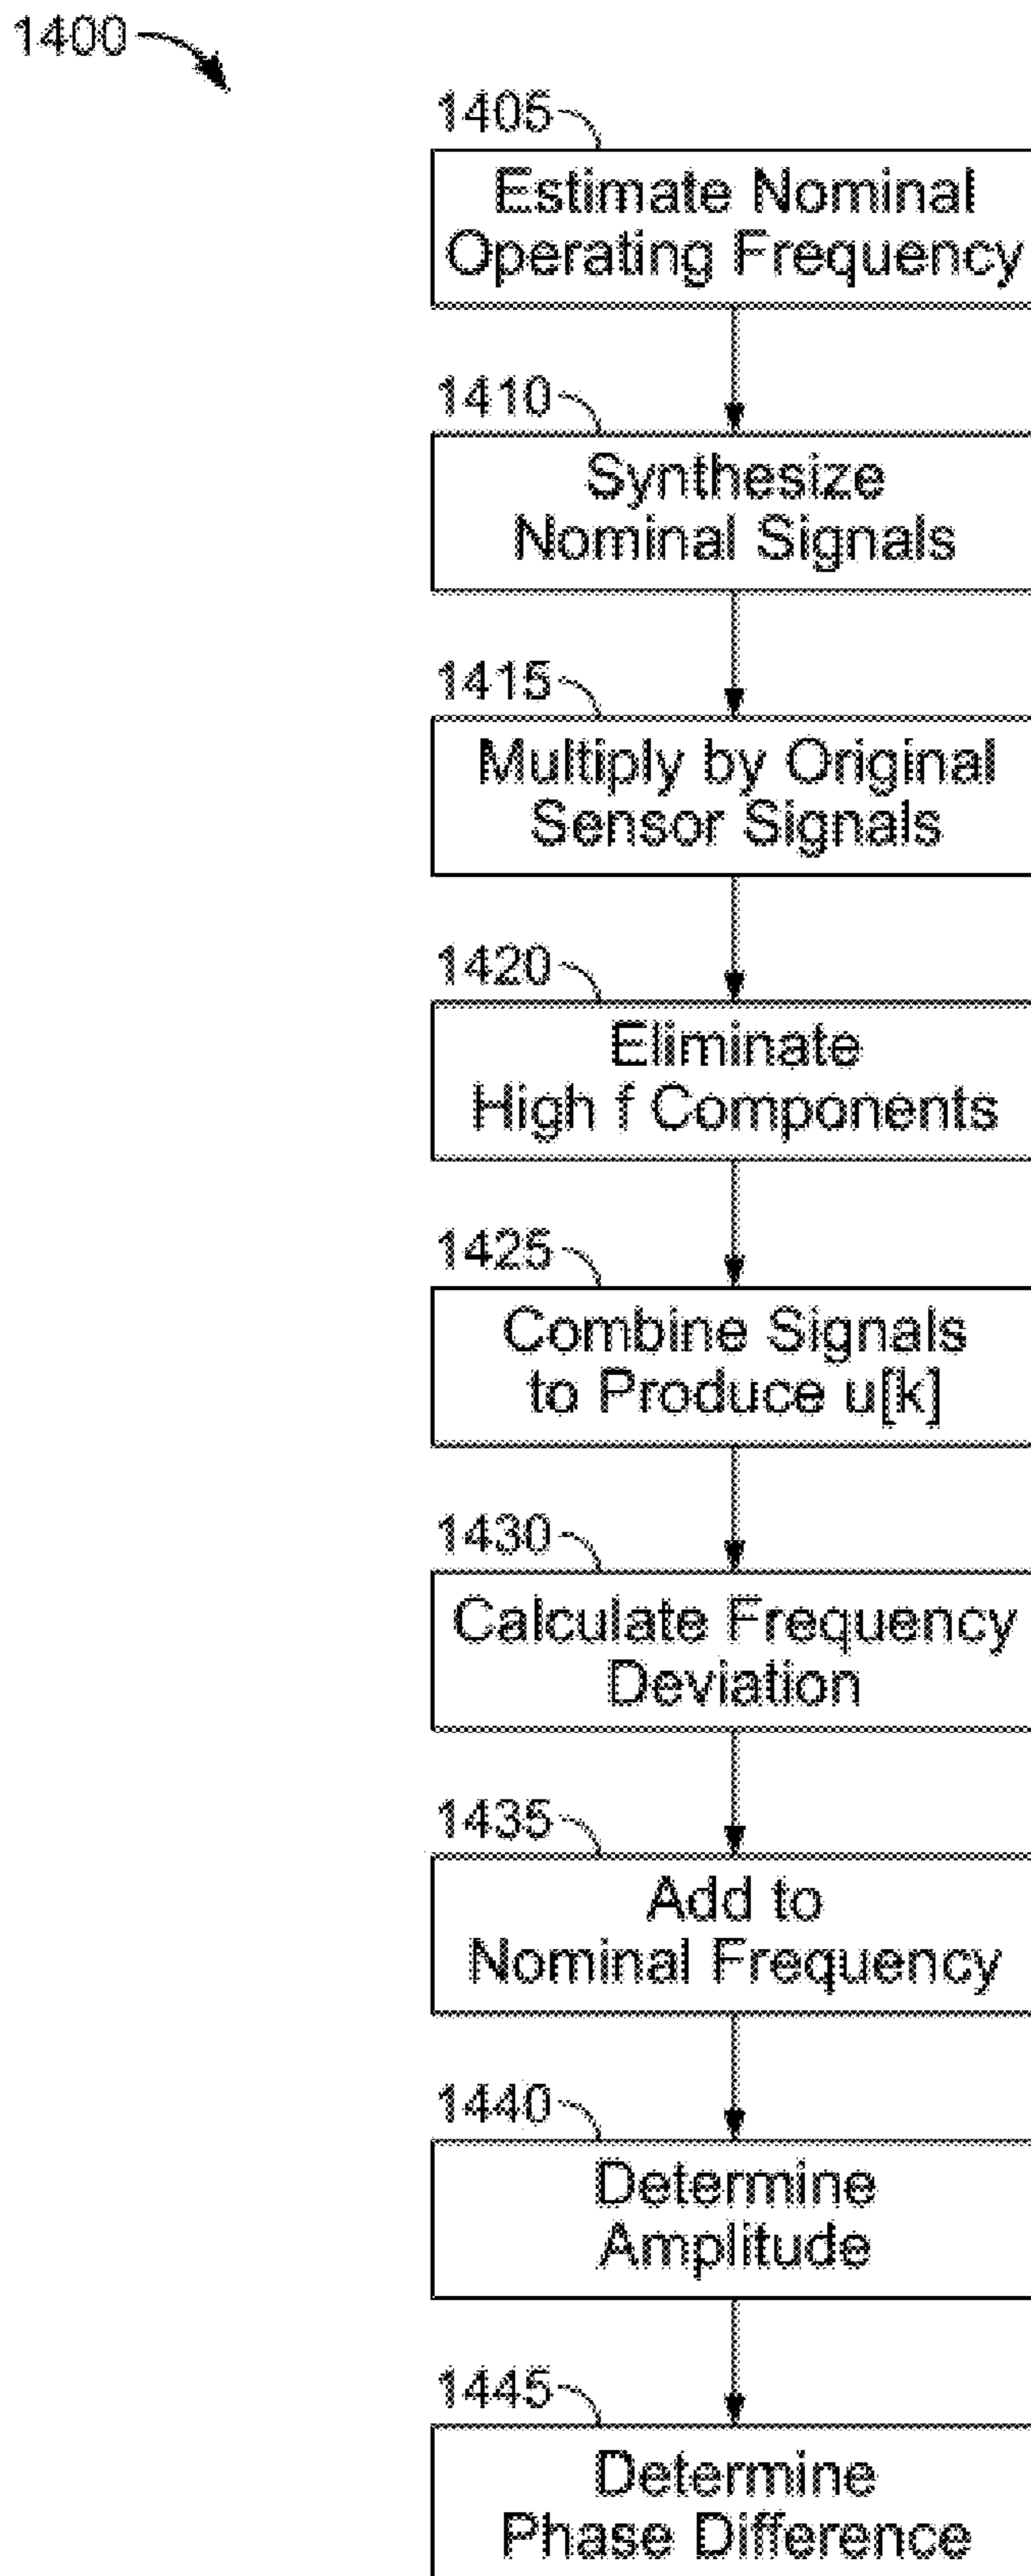 1400
1405
Estimate Nominal
Operating Frequency
1410
Synthesize
Nominal Signals
1415
Multiply by Original
Sensor Signals
1420
Eliminate
High f Components
1425
Combine Signals
to Produce u[k]
1430
Calculate Frequency
Deviation
1435
Add to
Nominal Frequency
1440
Determine
Amplitude
1445
Determine
Phase Difference